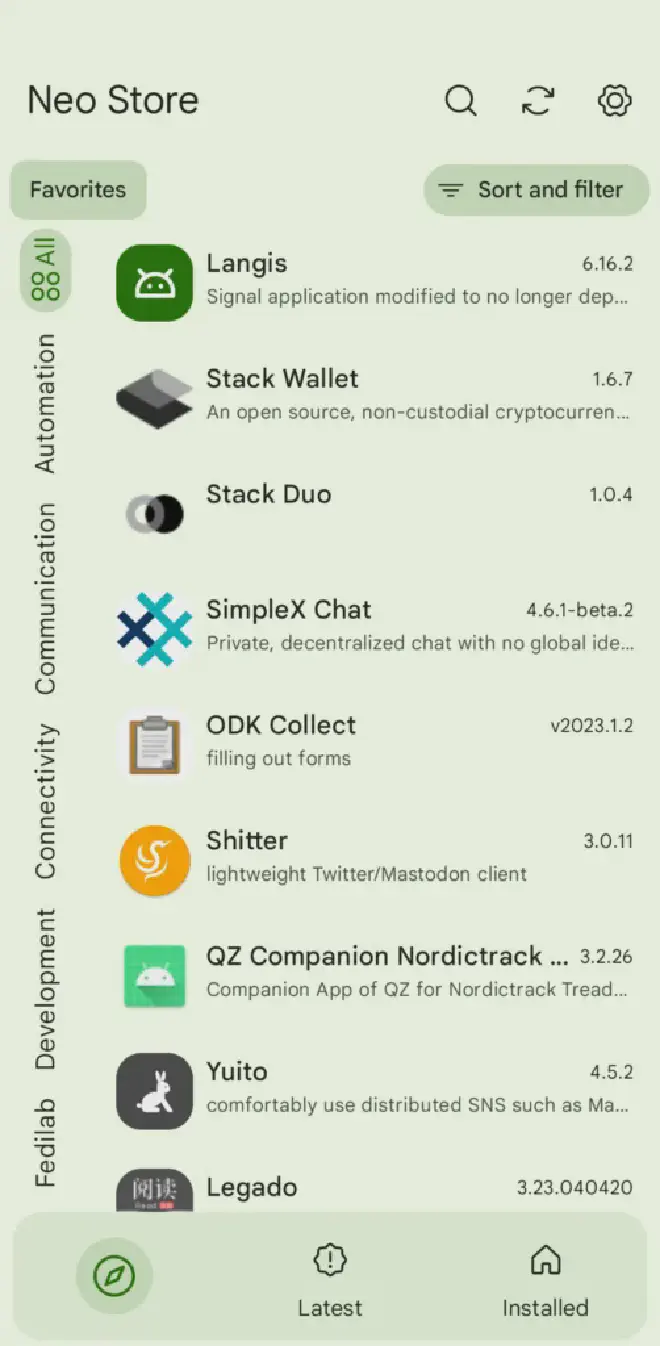 Neo Store
Favorites
Sort and filter
All
Automation
Communication
Connectivity
Development
Fedilab
Langis
6.16.2
Signal application modified to no longer dep...
Stack Wallet
1.6.7
An open source, non-custodial cryptocurren...
Stack Duo
1.0.4
SimpleX Chat
4.6.1-beta.2
Private, decentralized chat with no global ide...
ODK Collect
v2023.1.2
filling out forms
Shitter
3.0.11
lightweight Twitter/Mastodon client
QZ Companion Nordictrack ...
3.2.26
Companion App of QZ for Nordictrack Tread...
Yuito
4.5.2
comfortably use distributed SNS such as Ma...
阅读
Legado
3.23.040420
Latest
Installed